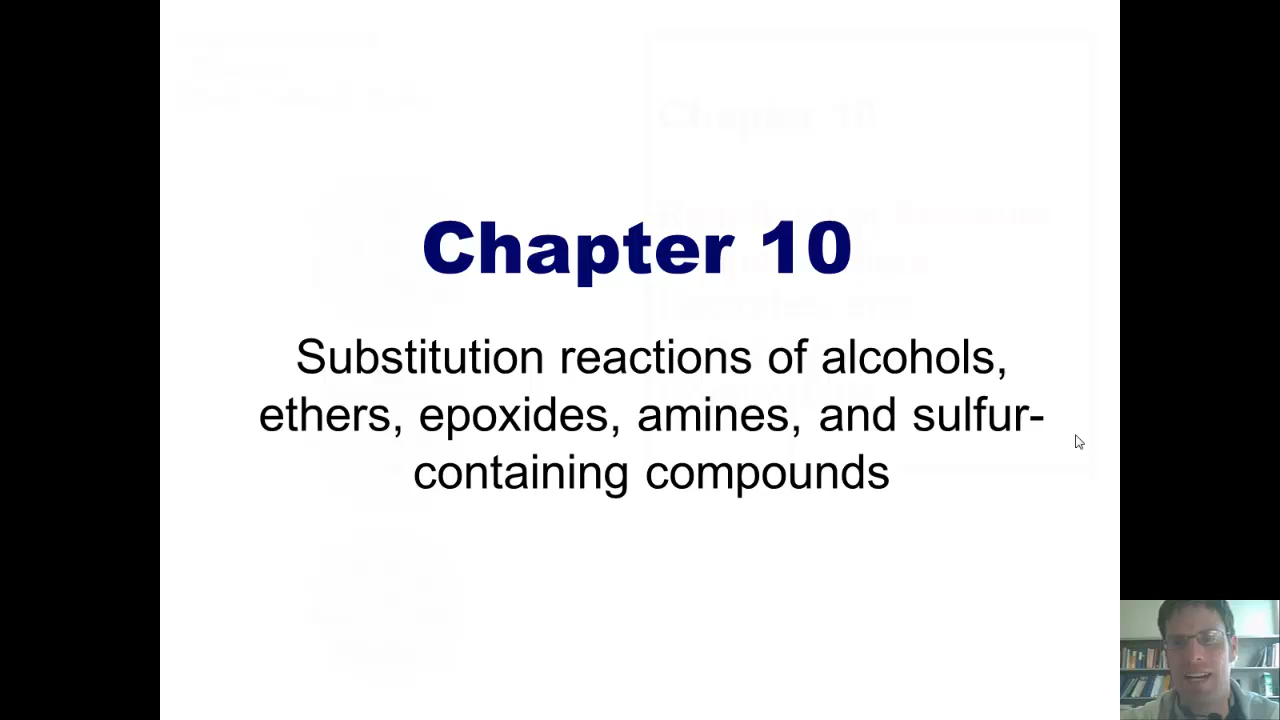 Chapter 10
Substitution reactions of alcohols,
ethers, epoxides, amines, and sulfur-
containing compounds